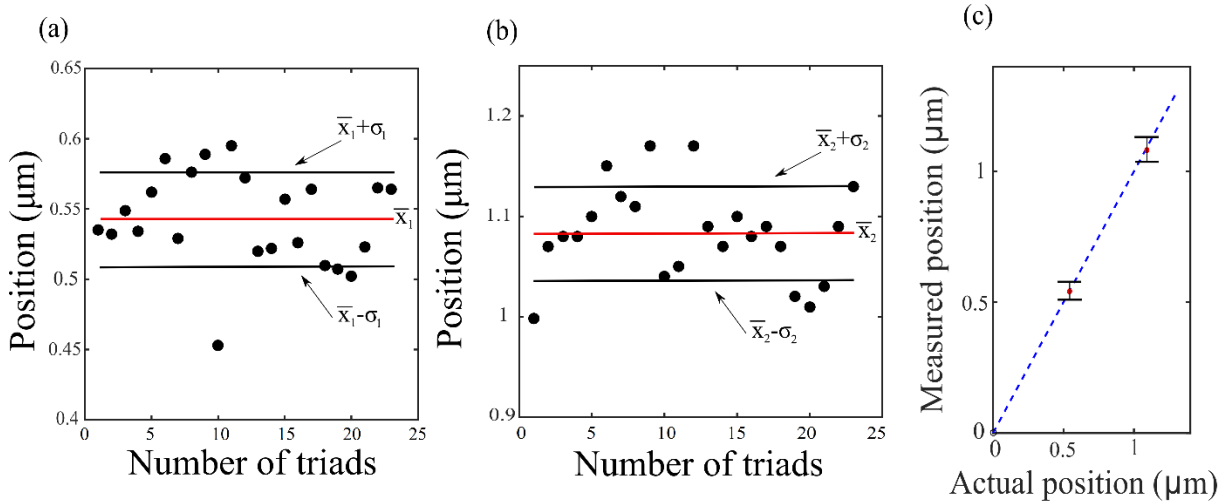 (a)
0.65
0.6
0.55
0.5
0.45
0.4
0
5
10
15
20
25
Position (μm)
Number of triads
x̅₁+σ₁
x̅₁
x̅₁-σ₁
(b)
1.2
1.1
1
0.9
0
5
10
15
20
25
Position (μm)
Number of triads
x̅₂+σ₂
x̅₂
x̅₂-σ₂
(c)
1
0.5
0
0
0.5
1
Measured position (μm)
Actual position (μm)